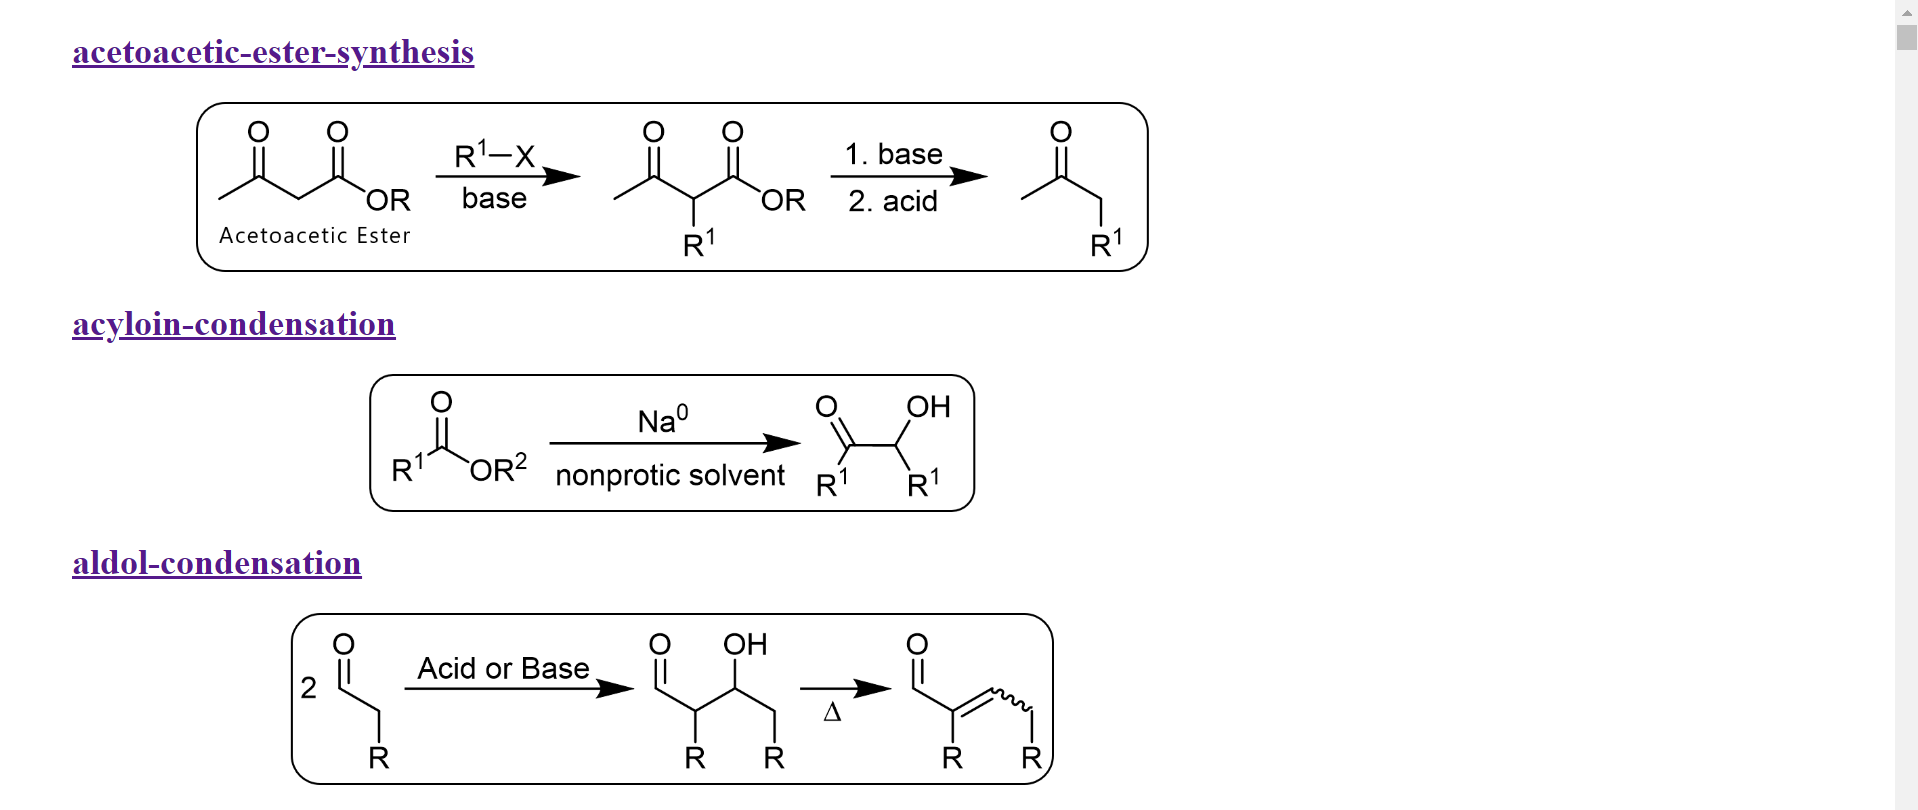 acetoacetic-ester-synthesis
O O R¹—X O O 1. base O
OR base OR 2. acid
Acetoacetic Ester R¹ R¹
acyloin-condensation
O Na⁰ O OH
R¹ OR² nonprotic solvent R¹ R¹
aldol-condensation
O O OH O
2 Acid or Base Δ
R R R R R